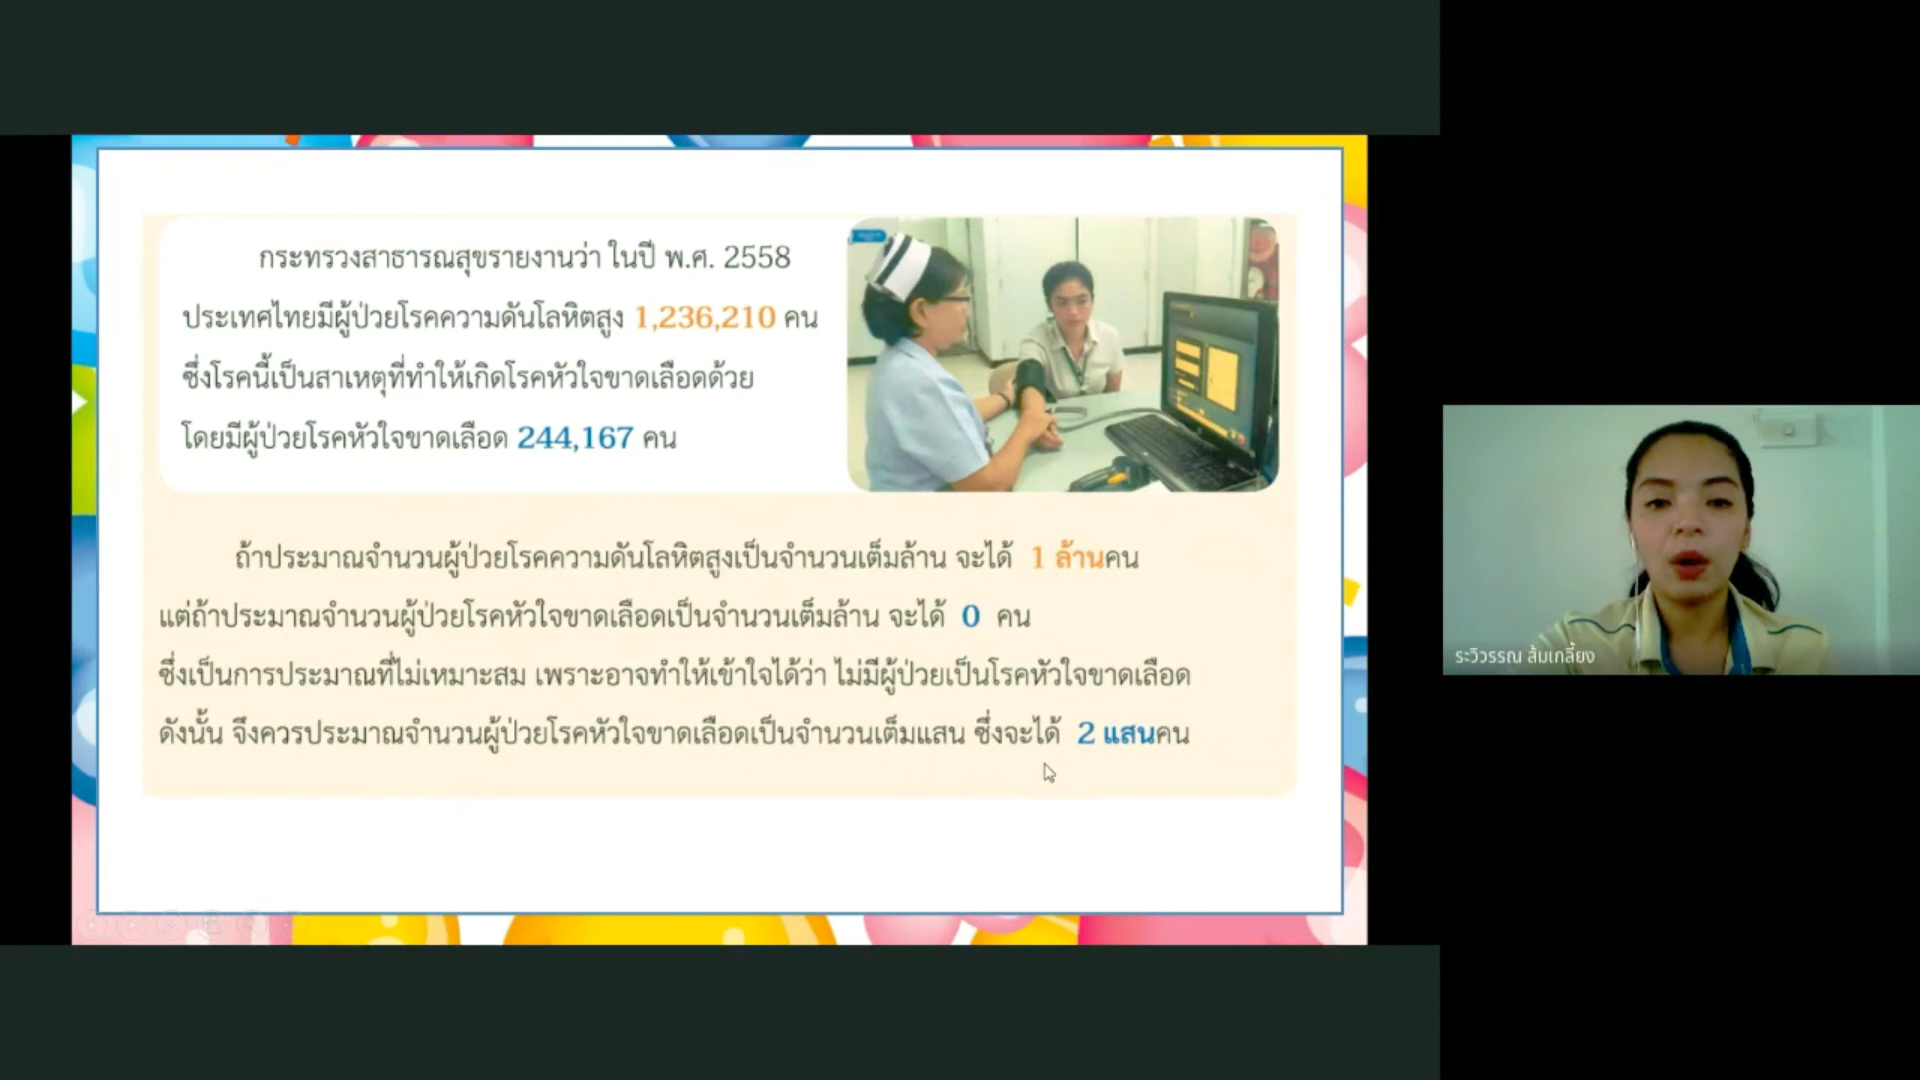 กระทรวงสาธารณสุขรายงานว่า ในปี พ.ศ. 2558
ประเทศไทยมีผู้ป่วยโรคความดันโลหิตสูง 1,236,210 คน
ซึ่งโรคนี้เป็นสาเหตุที่ทำให้เกิดโรคหัวใจขาดเลือดด้วย
โดยมีผู้ป่วยโรคหัวใจขาดเลือด 244,167 คน
ถ้าประมาณจำนวนผู้ป่วยโรคความดันโลหิตสูงเป็นจำนวนเต็มล้าน จะได้ 1 ล้านคน
แต่ถ้าประมาณจำนวนผู้ป่วยโรคหัวใจขาดเลือดเป็นจำนวนเต็มล้าน จะได้ 0 คน
ซึ่งเป็นการประมาณที่ไม่เหมาะสม เพราะอาจทำให้เข้าใจได้ว่า ไม่มีผู้ป่วยเป็นโรคหัวใจขาดเลือด
ดังนั้น จึงควรประมาณจำนวนผู้ป่วยโรคหัวใจขาดเลือดเป็นจำนวนเต็มแสน ซึ่งจะได้ 2 แสนคน
ระวิวรรณ ส้มเกลี้ยง